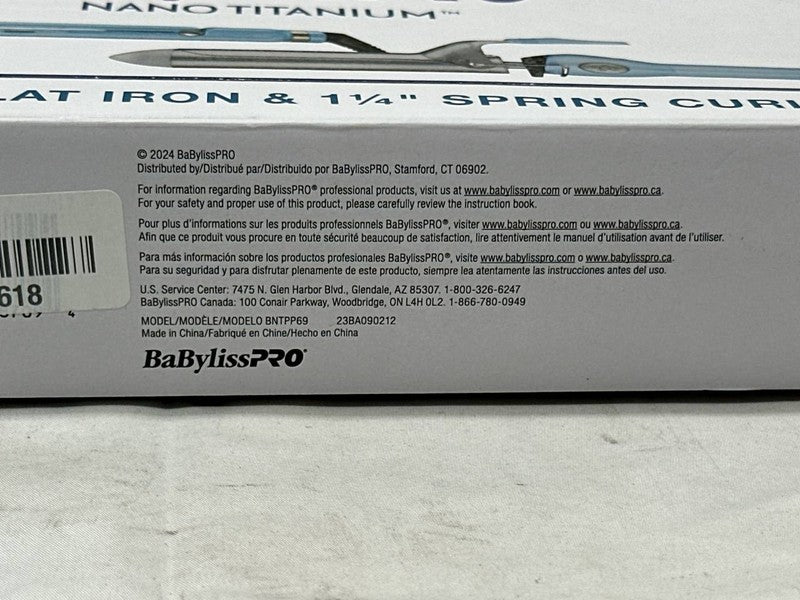 NANO TITANIUM™
AT IRON & 1¼" SPRING
© 2024 BaBylissPRO
Distributed by/Distribué par/Distribuido por BaBylissPRO, Stamford, CT 06902.
For information regarding BaBylissPRO® professional products, visit us at www.babylisspro.com or www.babylisspro.ca.
For your safety and proper use of this product, please carefully review the instruction book.
Pour plus d'informations sur les produits professionnels BaBylissPRO®, visiter www.babylisspro.com ou www.babylisspro.ca.
Afin que ce produit vous procure en toute sécurité beaucoup de satisfaction, lire attentivement le manuel d'utilisation avant de l'utiliser.
Para más información sobre los productos profesionales BaBylissPRO®, visite www.babylisspro.com o www.babylisspro.ca.
Para su seguridad y para disfrutar plenamente de este producto, siempre lea atentamente las instrucciones antes del uso.
U.S. Service Center: 7475 N. Glen Harbor Blvd., Glendale, AZ 85307. 1-800-326-6247
BaBylissPRO Canada: 100 Conair Parkway, Woodbridge, ON L4H 0L2. 1-866-780-0949
MODEL/MODÈLE/MODELO BNTPP69 23BA090212
Made in China/Fabriqué en Chine/Hecho en China
BaBylissPRO®
618
4